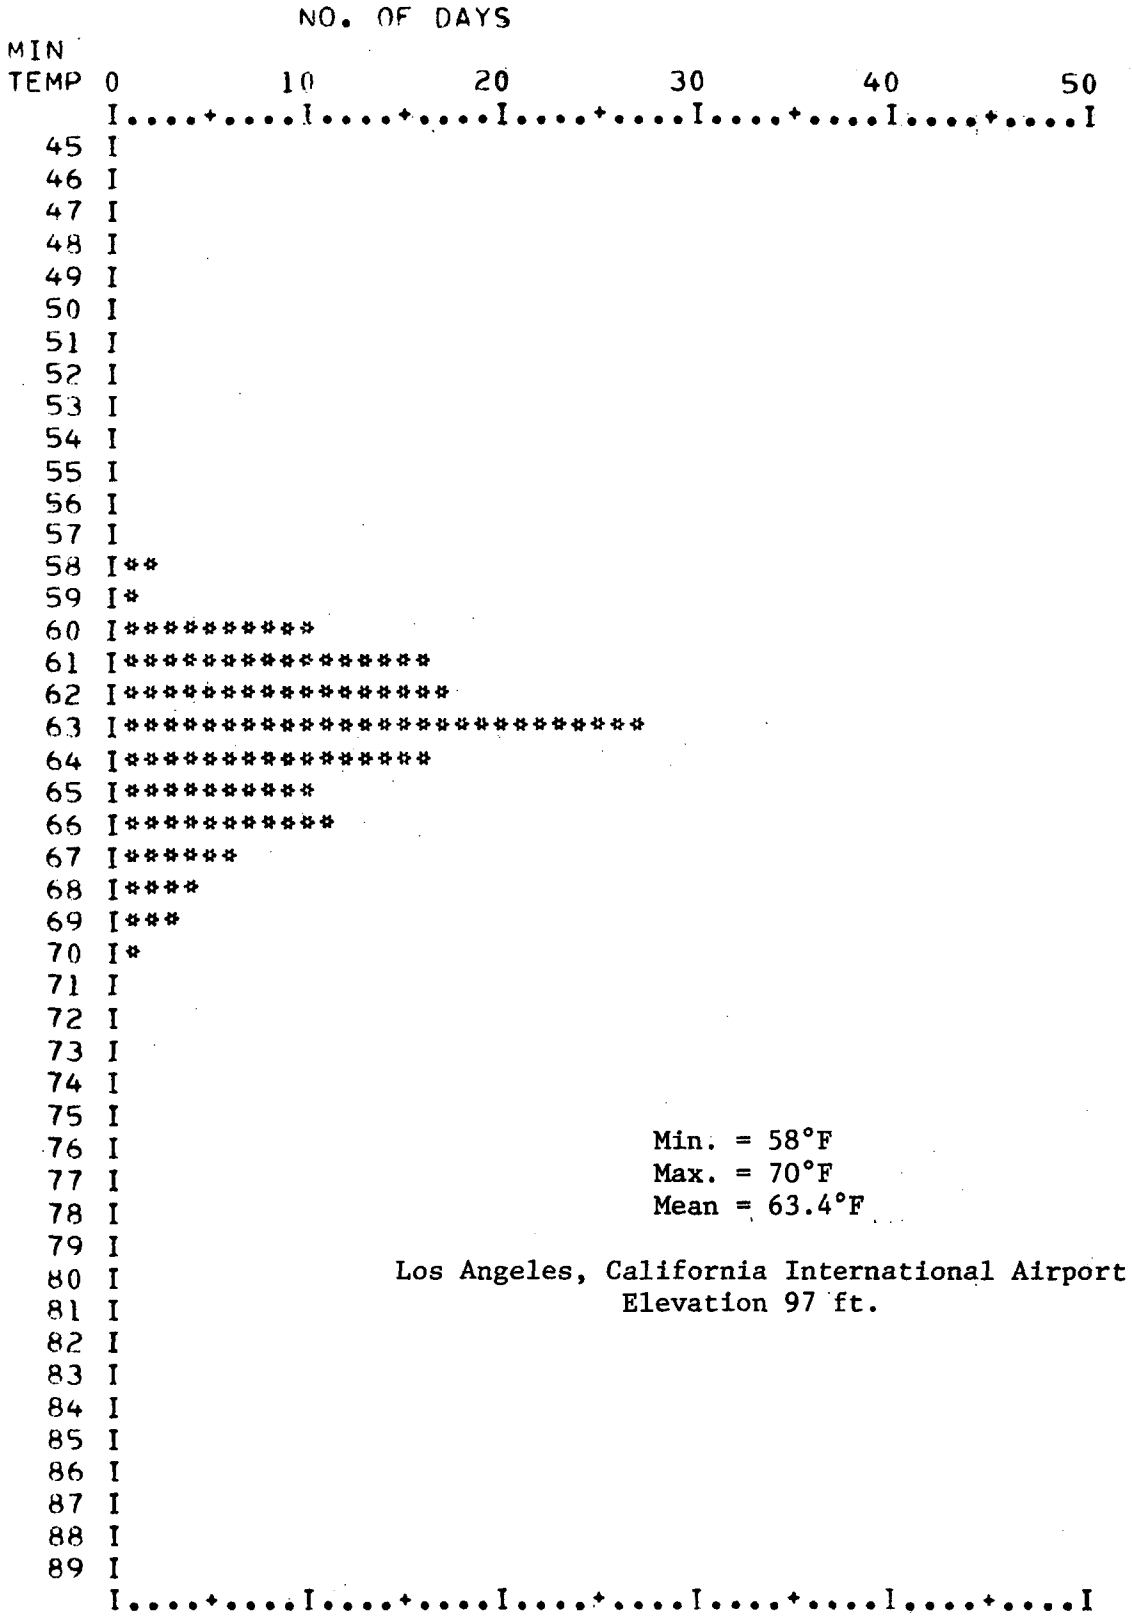 NO. OF DAYS
MIN
TEMP 0 10 20 30 40 50
I....+....I....+....I....+....I....+....I....+....I
45 I
46 I
47 I
48 I
49 I
50 I
51 I
52 I
53 I
54 I
55 I
56 I
57 I
58 I**
59 I*
60 I**********
61 I****************
62 I*****************
63 I***************************
64 I****************
65 I**********
66 I***********
67 I******
68 I****
69 I***
70 I*
71 I
72 I
73 I
74 I
75 I
76 I
77 I
78 I
79 I
80 I
81 I
82 I
83 I
84 I
85 I
86 I
87 I
88 I
89 I
I....+....I....+....I....+....I....+....I....+....I
Min. = 58°F
Max. = 70°F
Mean = 63.4°F
Los Angeles, California International Airport
Elevation 97 ft.